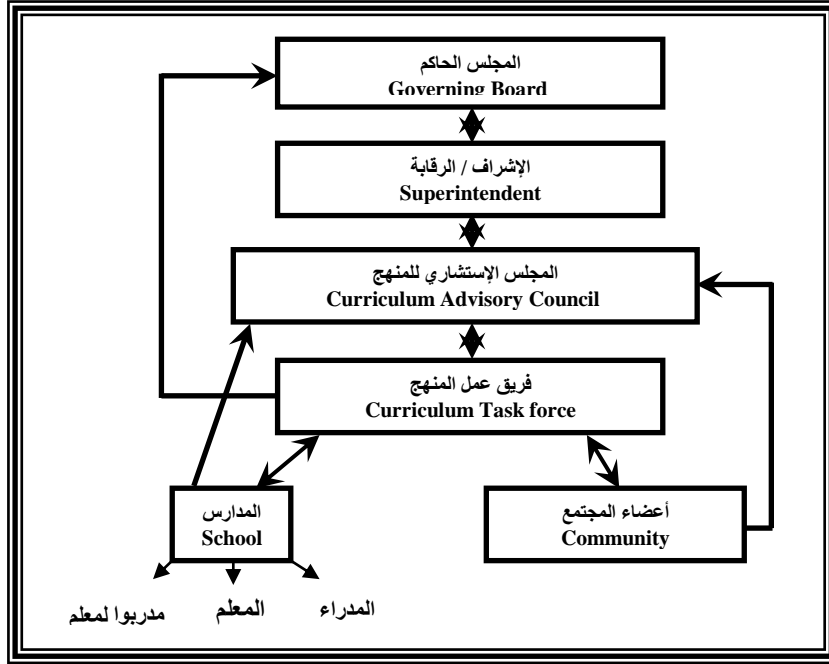 المجلس الحاكم
Governing Board
الإشراف / الرقابة
Superintendent
المجلس الإستشاري للمنهج
Curriculum Advisory Council
فريق عمل المنهج
Curriculum Task force
المدارس
School
أعضاء المجتمع
Community
المدراء
المعلم
مدربوا لمعلم